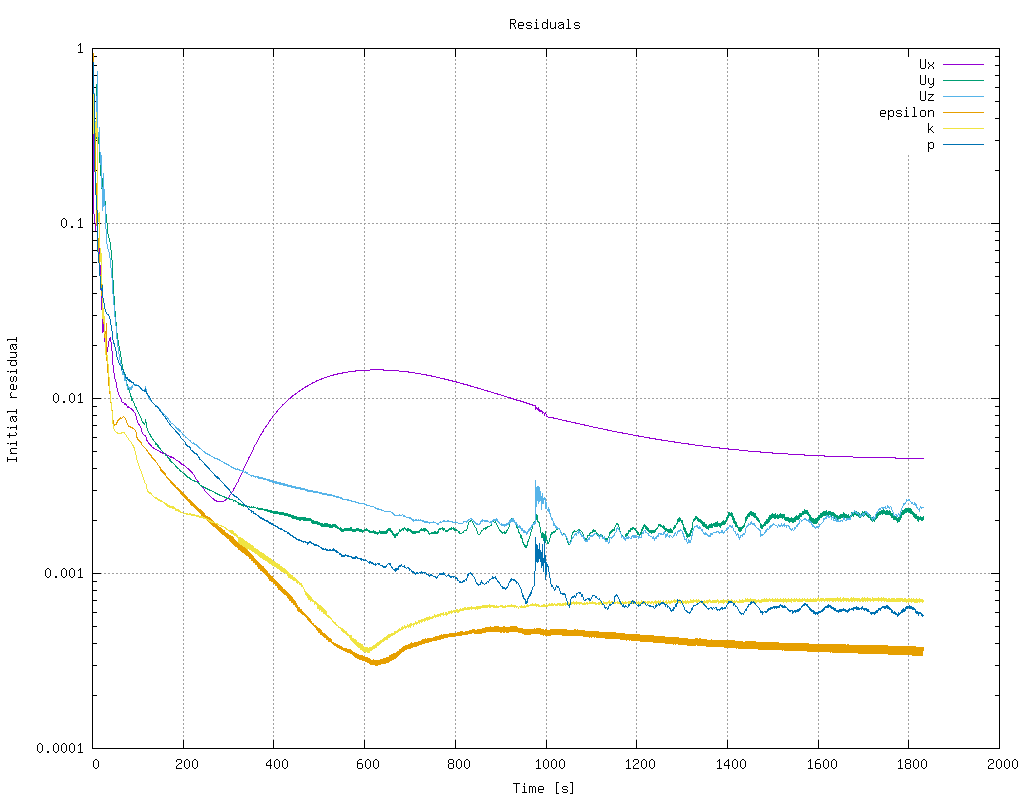 Residuals
1
0.1
0.01
0.001
0.0001
Initial residual
Ux
Uy
Uz
epsilon
k
p
0 200 400 600 800 1000 1200 1400 1600 1800 2000
Time [s]